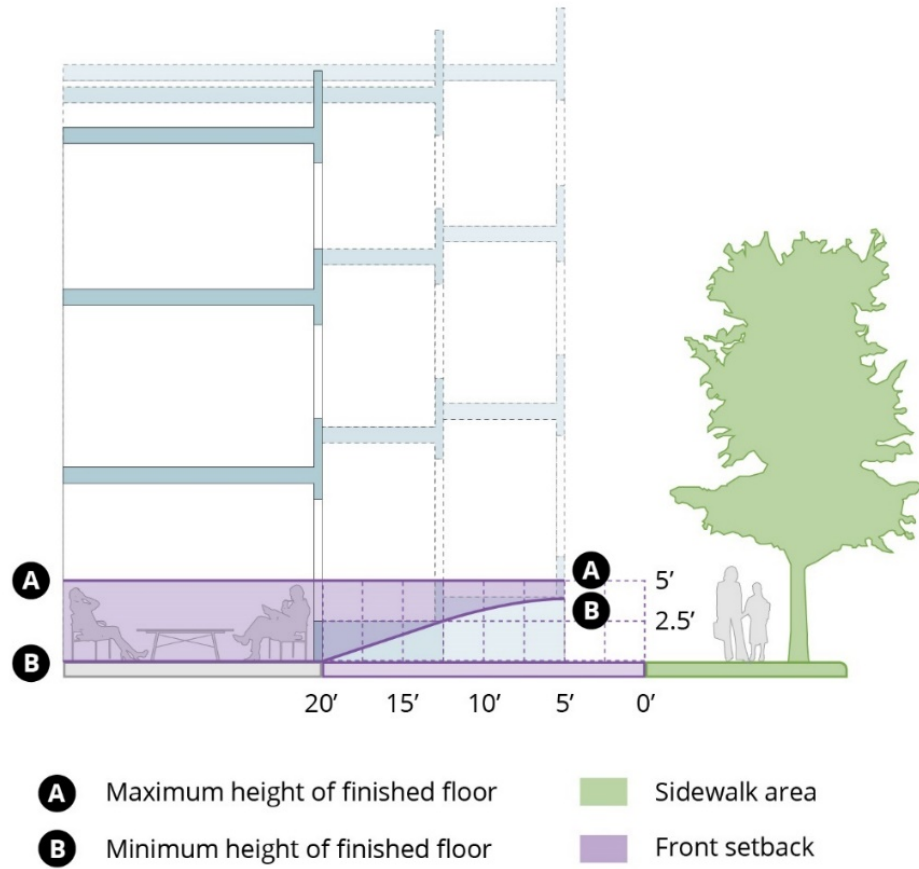 A
A
5’
B
2.5’
B
20’ 15’ 10’ 5’ 0’
A Maximum height of finished floor
Sidewalk area
B Minimum height of finished floor
Front setback